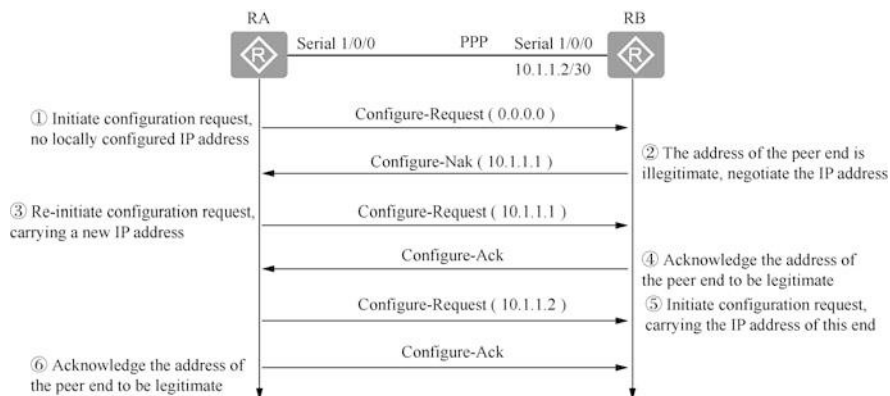 RA
RB
Serial 1/0/0
PPP
Serial 1/0/0
10.1.1.2/30
R
R
① Initiate configuration request,
no locally configured IP address
Configure-Request ( 0.0.0.0 )
Configure-Nak ( 10.1.1.1 )
② The address of the peer end is
illegitimate, negotiate the IP address
③ Re-initiate configuration request,
carrying a new IP address
Configure-Request ( 10.1.1.1 )
Configure-Ack
④ Acknowledge the address of
the peer end to be legitimate
Configure-Request ( 10.1.1.2 )
⑤ Initiate configuration request,
carrying the IP address of this end
Configure-Ack
⑥ Acknowledge the address of
the peer end to be legitimate